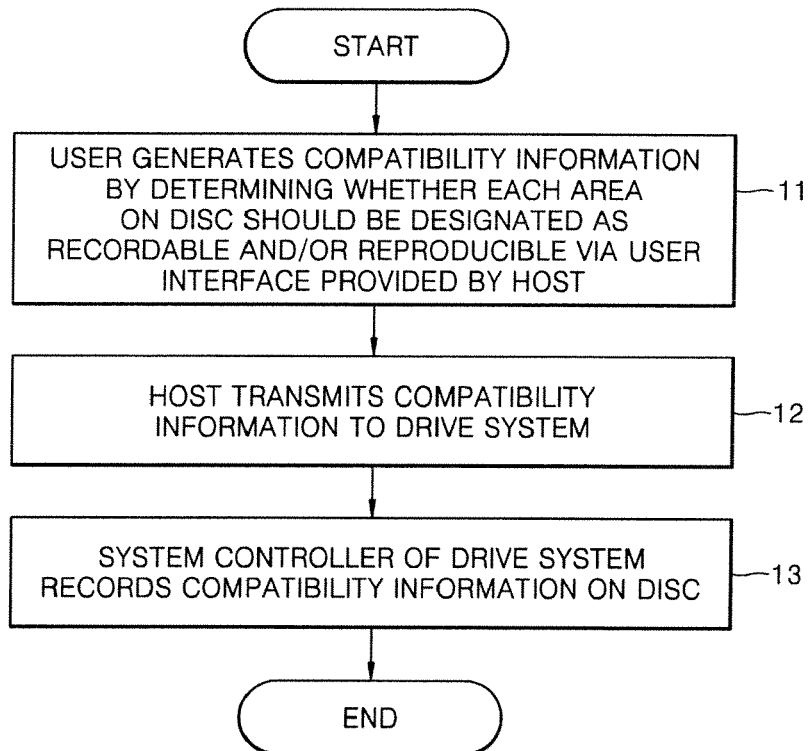 START
USER GENERATES COMPATIBILITY INFORMATION
BY DETERMINING WHETHER EACH AREA
ON DISC SHOULD BE DESIGNATED AS
RECORDABLE AND/OR REPRODUCIBLE VIA USER
INTERFACE PROVIDED BY HOST
11
HOST TRANSMITS COMPATIBILITY
INFORMATION TO DRIVE SYSTEM
12
SYSTEM CONTROLLER OF DRIVE SYSTEM
RECORDS COMPATIBILITY INFORMATION ON DISC
13
END